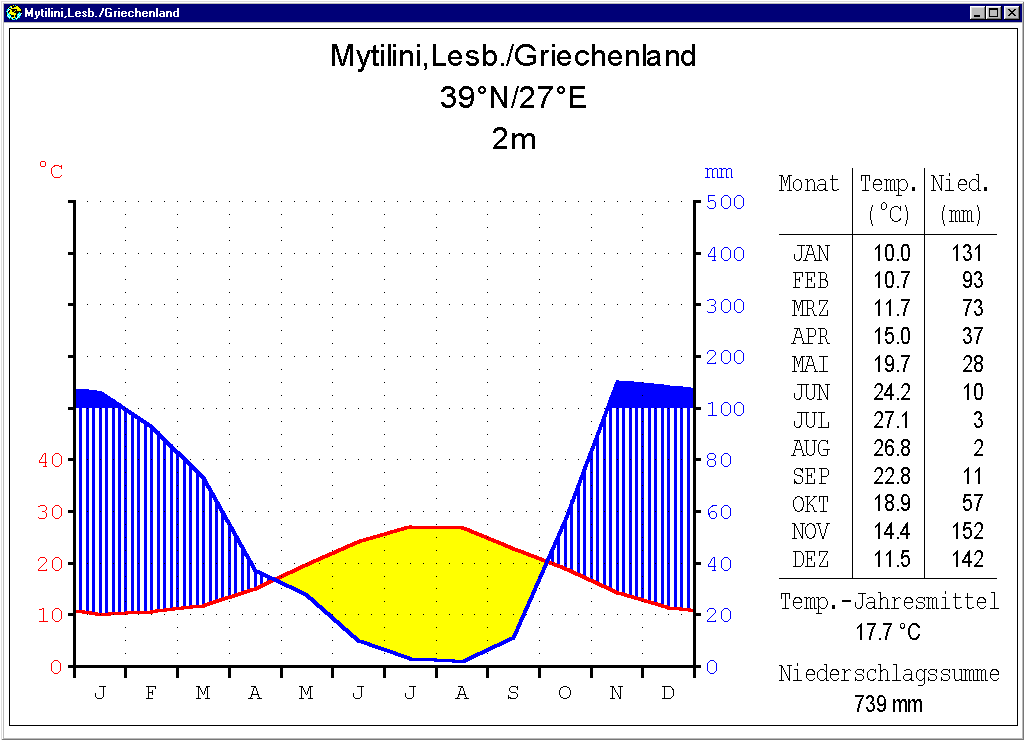 Mytilini,Lesb./Griechenland
Mytilini,Lesb./Griechenland
39°N/27°E
2m
°C
mm
500
400
300
200
100
40 80
30 60
20 40
10 20
0 0
J F M A M J J A S O N D
Monat Temp. Nied.
(°C) (mm)
JAN 10.0 131
FEB 10.7 93
MRZ 11.7 73
APR 15.0 37
MAI 19.7 28
JUN 24.2 10
JUL 27.1 3
AUG 26.8 2
SEP 22.8 11
OKT 18.9 57
NOV 14.4 152
DEZ 11.5 142
Temp.-Jahresmittel
17.7 °C
Niederschlagssumme
739 mm